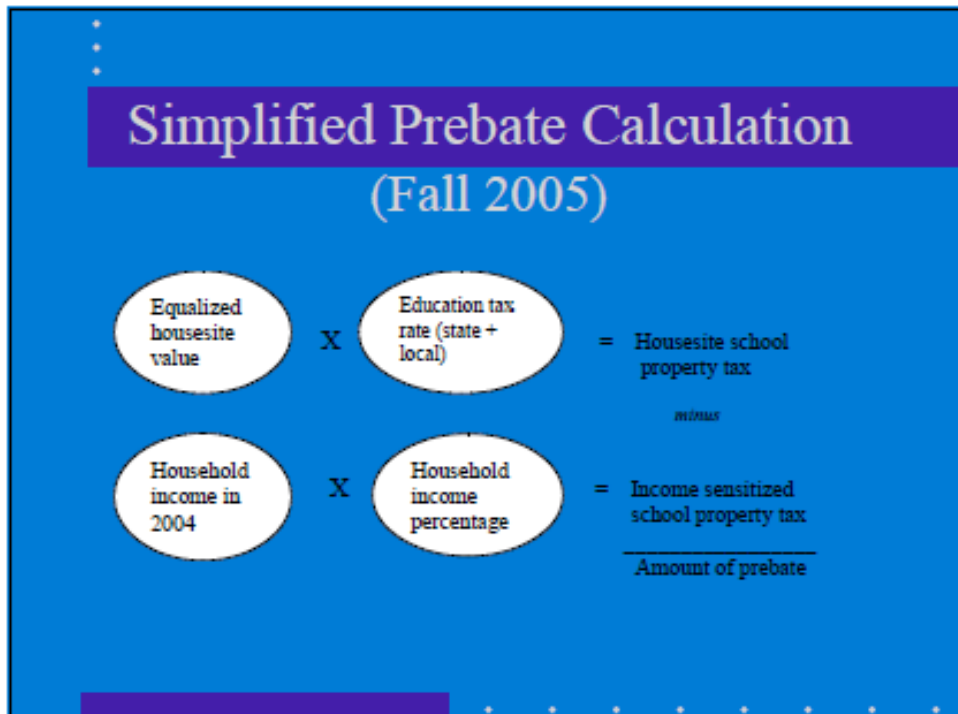 Simplified Prebate Calculation
(Fall 2005)
Equalized
housesite
value
X
Education tax
rate (state +
local)
= Housesite school
property tax
minus
Household
income in
2004
X
Household
income
percentage
= Income sensitized
school property tax
Amount of prebate